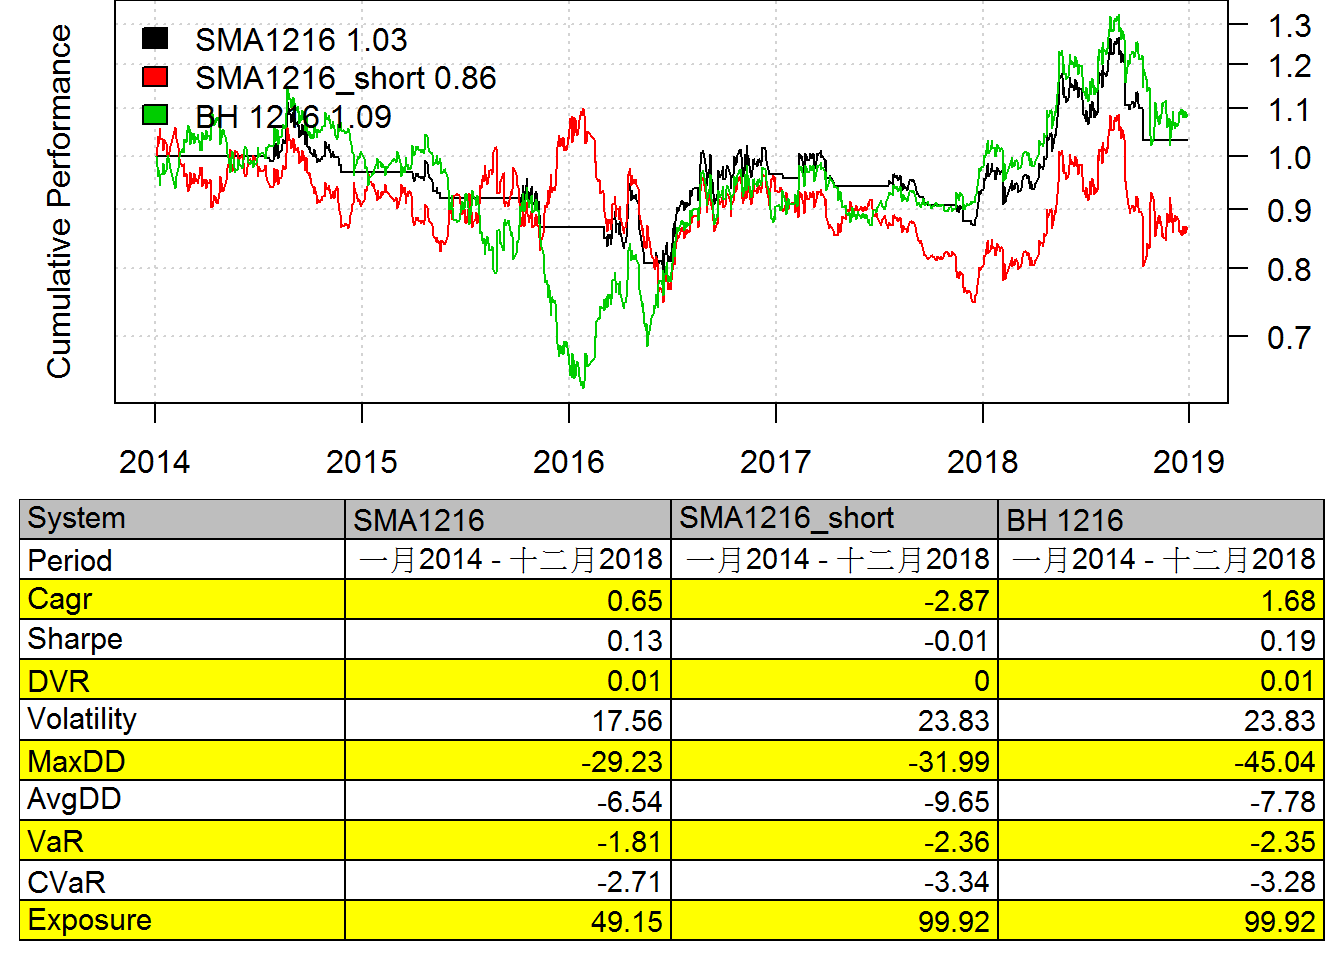 Cumulative Performance
SMA1216 1.03
SMA1216_short 0.86
BH 1216 1.09
1.3
1.2
1.1
1.0
0.9
0.8
0.7
2014 2015 2016 2017 2018 2019
System SMA1216 SMA1216_short BH 1216
Period 一月2014 - 十二月2018 一月2014 - 十二月2018 一月2014 - 十二月2018
Cagr 0.65 -2.87 1.68
Sharpe 0.13 -0.01 0.19
DVR 0.01 0 0.01
Volatility 17.56 23.83 23.83
MaxDD -29.23 -31.99 -45.04
AvgDD -6.54 -9.65 -7.78
VaR -1.81 -2.36 -2.35
CVaR -2.71 -3.34 -3.28
Exposure 49.15 99.92 99.92